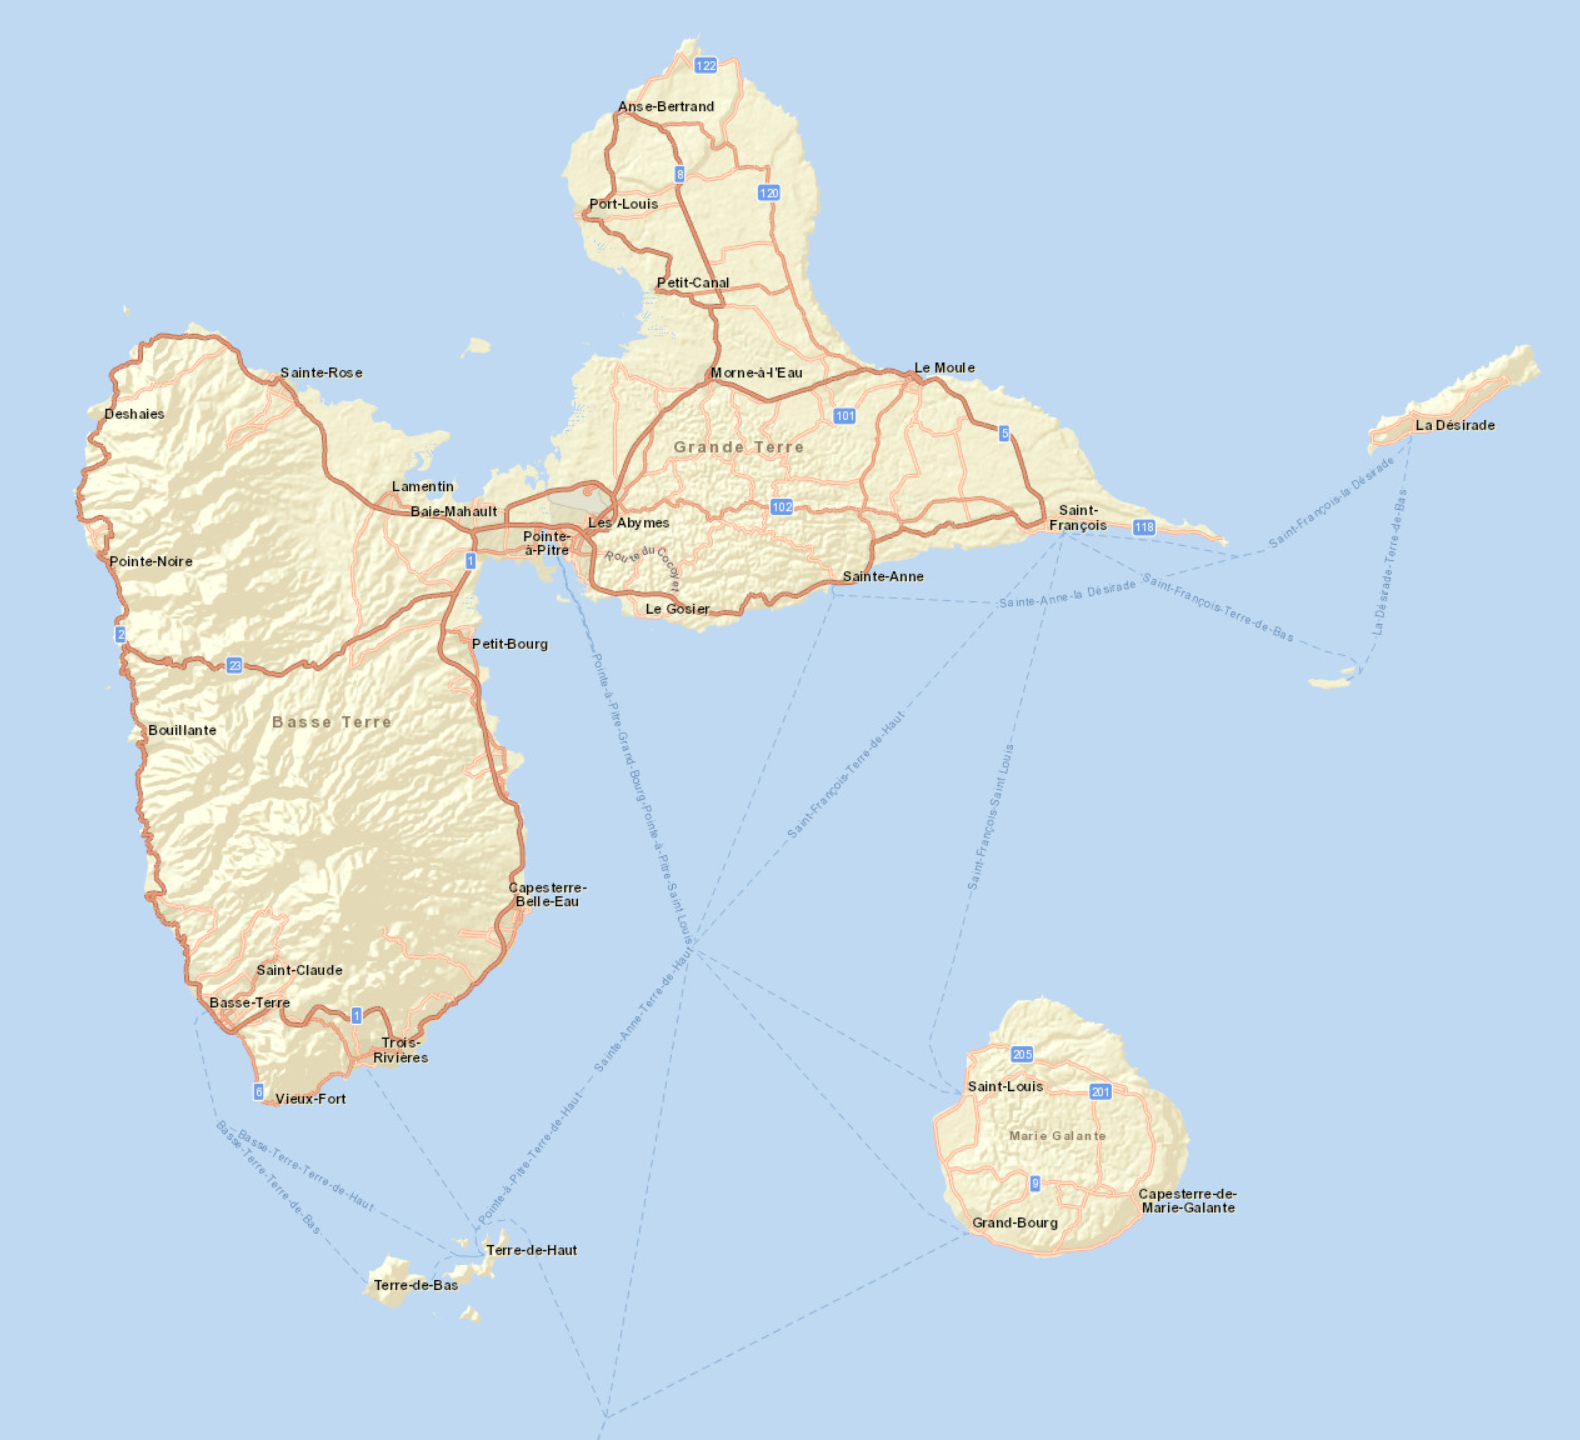 122
Anse-Bertrand
8
120
Port-Louis
Petit-Canal
Sainte-Rose
Morne-à-l'Eau
Le Moule
Deshaies
101
5
La Désirade
Grande Terre
Lamentin
Baie-Mahault
102
Les Abymes
Saint-
François
118
Pointe-
à-Pitre
Route du Cocoyer
Saint-François-la Désirade
La Désirade-Terre-de-Bas
Pointe-Noire
1
Sainte-Anne
Sainte-Anne-la Désirade
Saint-François-Terre-de-Bas
Le Gosier
2
Petit-Bourg
23
Basse Terre
Bouillante
Pointe-à-Pitre-Grand-Bourg-Pointe-à-Pitre-Saint Louis
Saint-François-Terre-de-Haut
Saint-François-Saint Louis
Capesterre-
Belle-Eau
Saint-Claude
Basse-Terre
1
Trois-
Rivières
Sainte-Anne-Terre-de-Haut
6
Vieux-Fort
205
Saint-Louis
201
Marie Galante
Basse-Terre-Terre-de-Haut
Basse-Terre-Terre-de-Bas
Pointe-à-Pitre-Terre-de-Haut
9
Capesterre-de-
Marie-Galante
Grand-Bourg
Terre-de-Haut
Terre-de-Bas